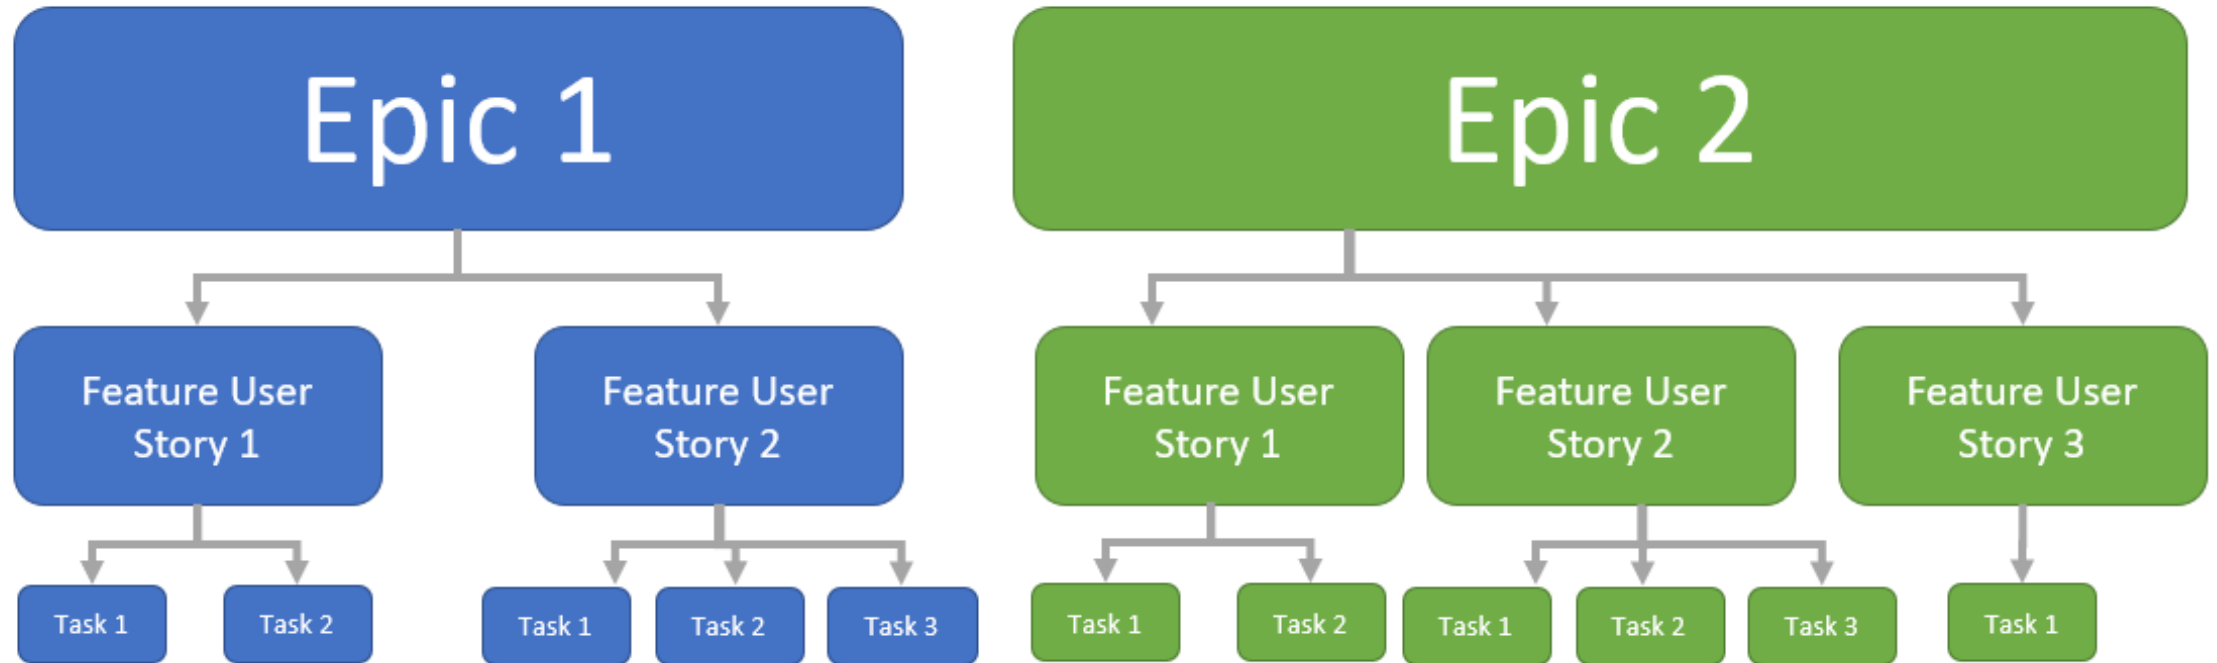 Epic 1
Epic 2
Feature User
Story 1
Feature User
Story 2
Feature User
Story 1
Feature User
Story 2
Feature User
Story 3
Task 1
Task 2
Task 1
Task 2
Task 3
Task 1
Task 2
Task 1
Task 2
Task 3
Task 1